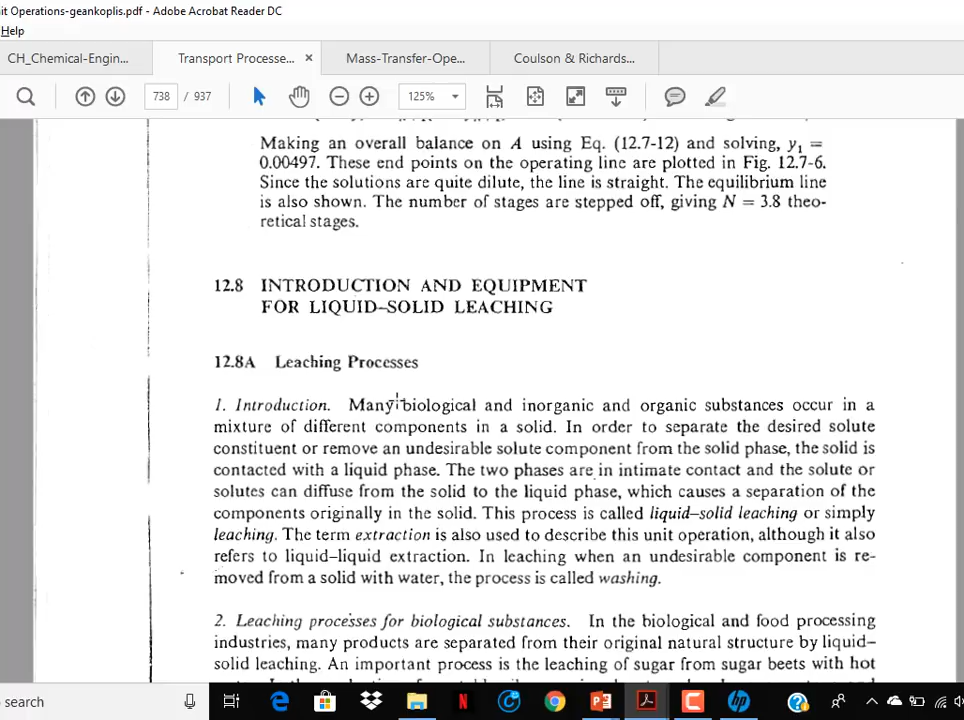 it Operations-geankoplis.pdf - Adobe Acrobat Reader DC
Help
CH_Chemical-Engin...
Transport Processe... ×
Mass-Transfer-Ope...
Coulson & Richards...
738 / 937
125%
Making an overall balance on A using Eq. (12.7-12) and solving, y₁ =
0.00497. These end points on the operating line are plotted in Fig. 12.7-6.
Since the solutions are quite dilute, the line is straight. The equilibrium line
is also shown. The number of stages are stepped off, giving N = 3.8 theo-
retical stages.
12.8 INTRODUCTION AND EQUIPMENT
FOR LIQUID–SOLID LEACHING
12.8A Leaching Processes
1. Introduction. Many biological and inorganic and organic substances occur in a
mixture of different components in a solid. In order to separate the desired solute
constituent or remove an undesirable solute component from the solid phase, the solid is
contacted with a liquid phase. The two phases are in intimate contact and the solute or
solutes can diffuse from the solid to the liquid phase, which causes a separation of the
components originally in the solid. This process is called liquid–solid leaching or simply
leaching. The term extraction is also used to describe this unit operation, although it also
refers to liquid–liquid extraction. In leaching when an undesirable component is re-
moved from a solid with water, the process is called washing.
2. Leaching processes for biological substances. In the biological and food processing
industries, many products are separated from their original natural structure by liquid–
solid leaching. An important process is the leaching of sugar from sugar beets with hot
search